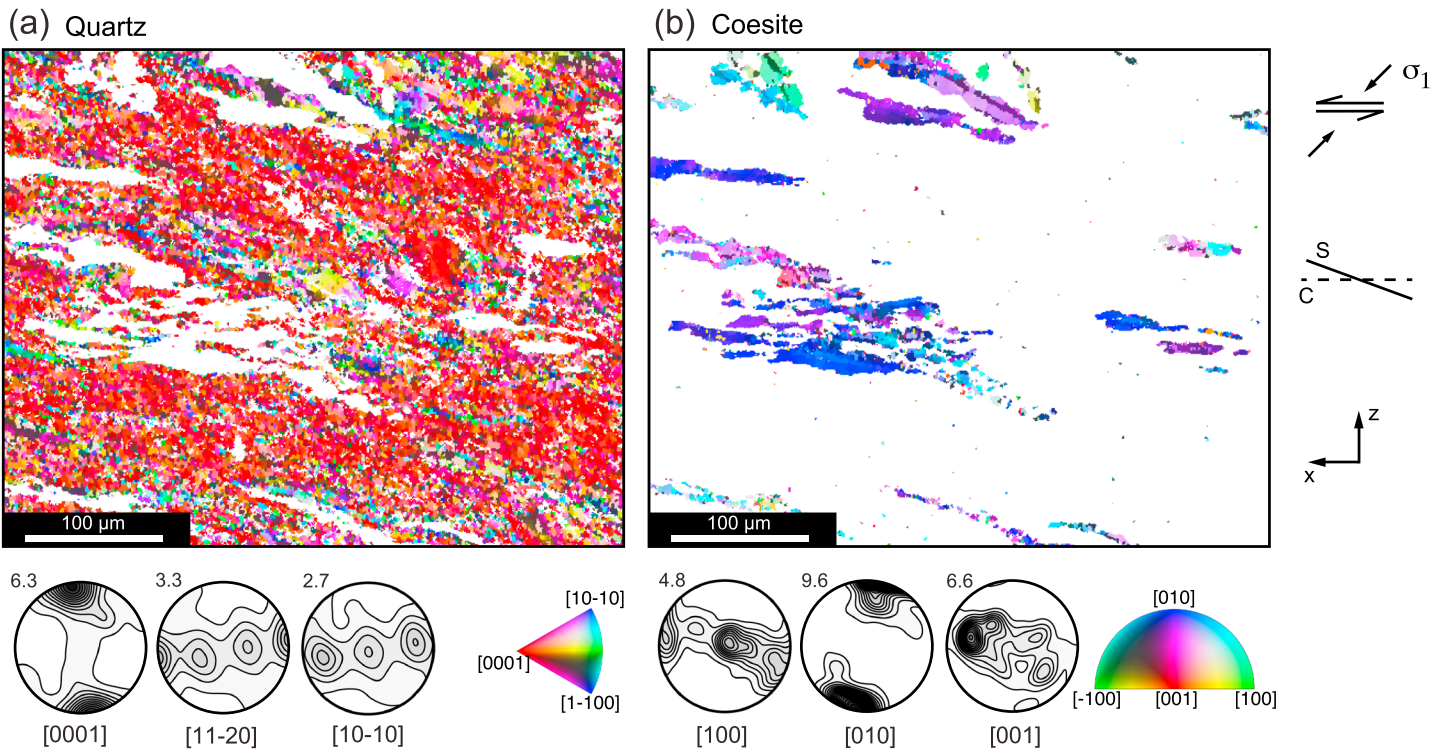 (a) Quartz
(b) Coesite
σ1
S
C
z
x
100 µm
100 µm
6.3
3.3
2.7
4.8
9.6
6.6
[10-10]
[0001]
[1-100]
[010]
[-100]
[001]
[100]
[0001]
[11-20]
[10-10]
[100]
[010]
[001]